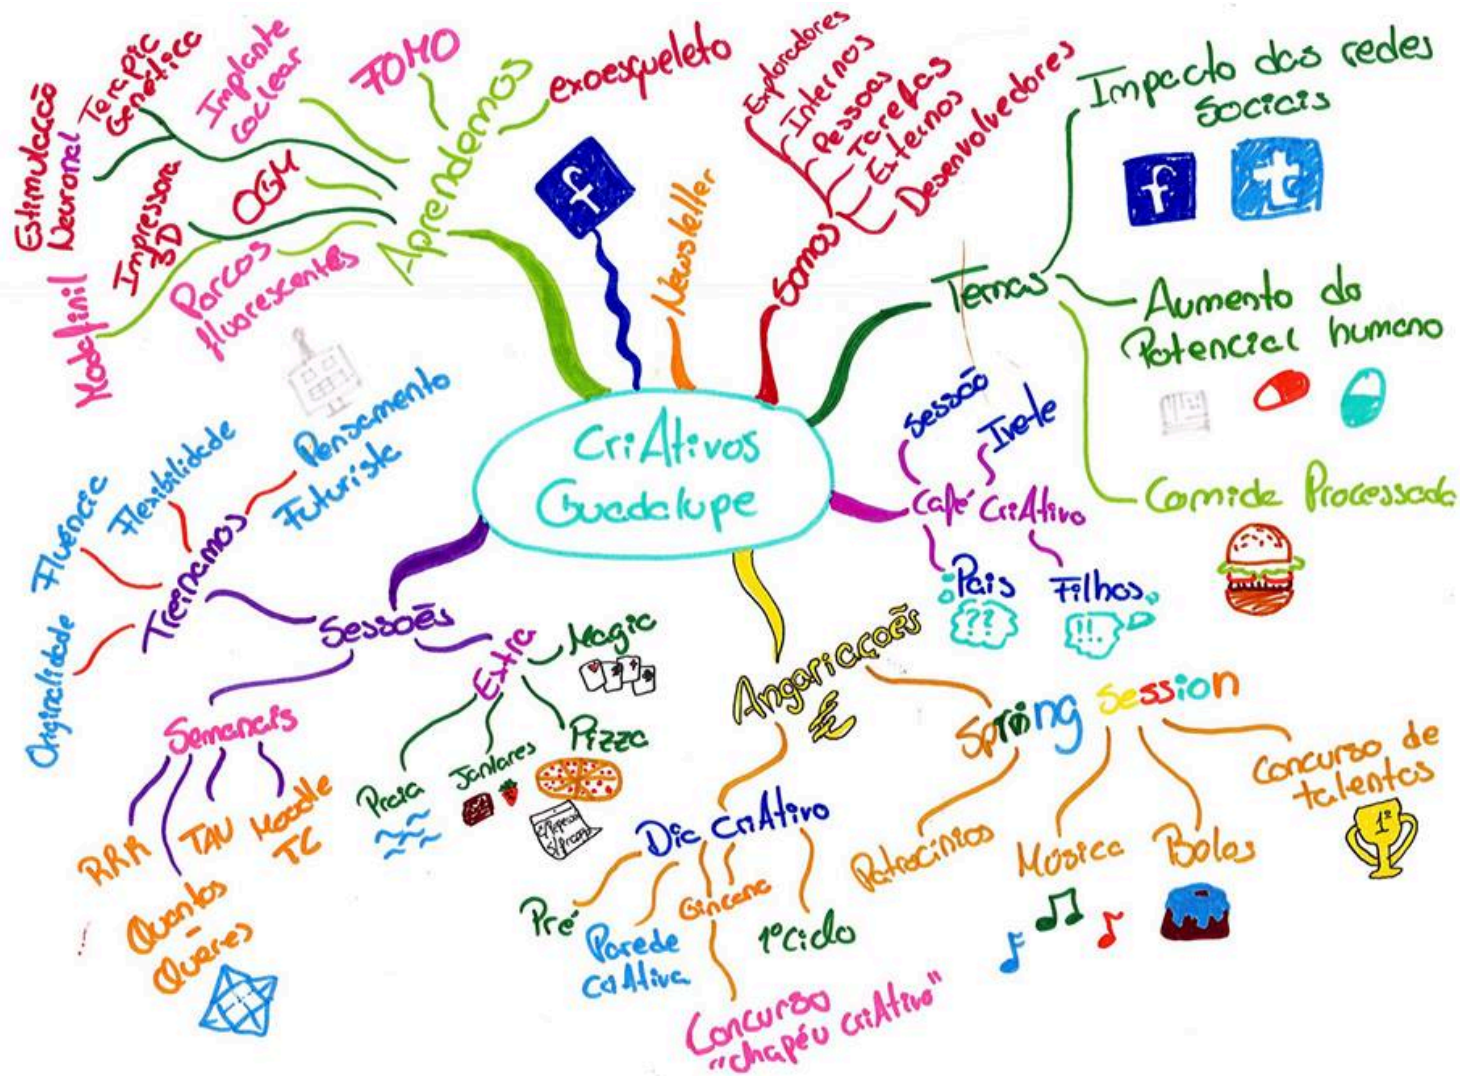 CriAtivos
Guadalupe
Aprendemos
Estimulação
Neuronal
Terapia
Genética
Implante
coclear
FOMO
exoesqueleto
OGM
Impressora
3D
Porcos
fluorescentes
Modafinil
f
Newsletter
Somos
Exploradores
Internos
Pessoas
Tarefas
Externos
Desenvolvedores
Temas
Impacto das redes
Sociais
f
t
Aumento do
Potencial humano
Comida Processada
Café CriAtivo
Sessão
Ivete
Pais
??
Filhos
!!
Angariaçoēs
Spring Session
Patrocínios
Música
Bolos
Concurso de
talentos
1º
Dia CriAtivo
Pré
Parede
CriAtiva
Gincana
1º Ciclo
Concurso
"chapéu criAtivo"
Sessoēs
Treinamos
Fluência
Flexibilidade
Pensamento
Futurista
Originalidade
Semanais
RRR
Quantos
-
Queres
TAU
Moodle
TC
Extra
Magic
Pizza
Jantares
Praia